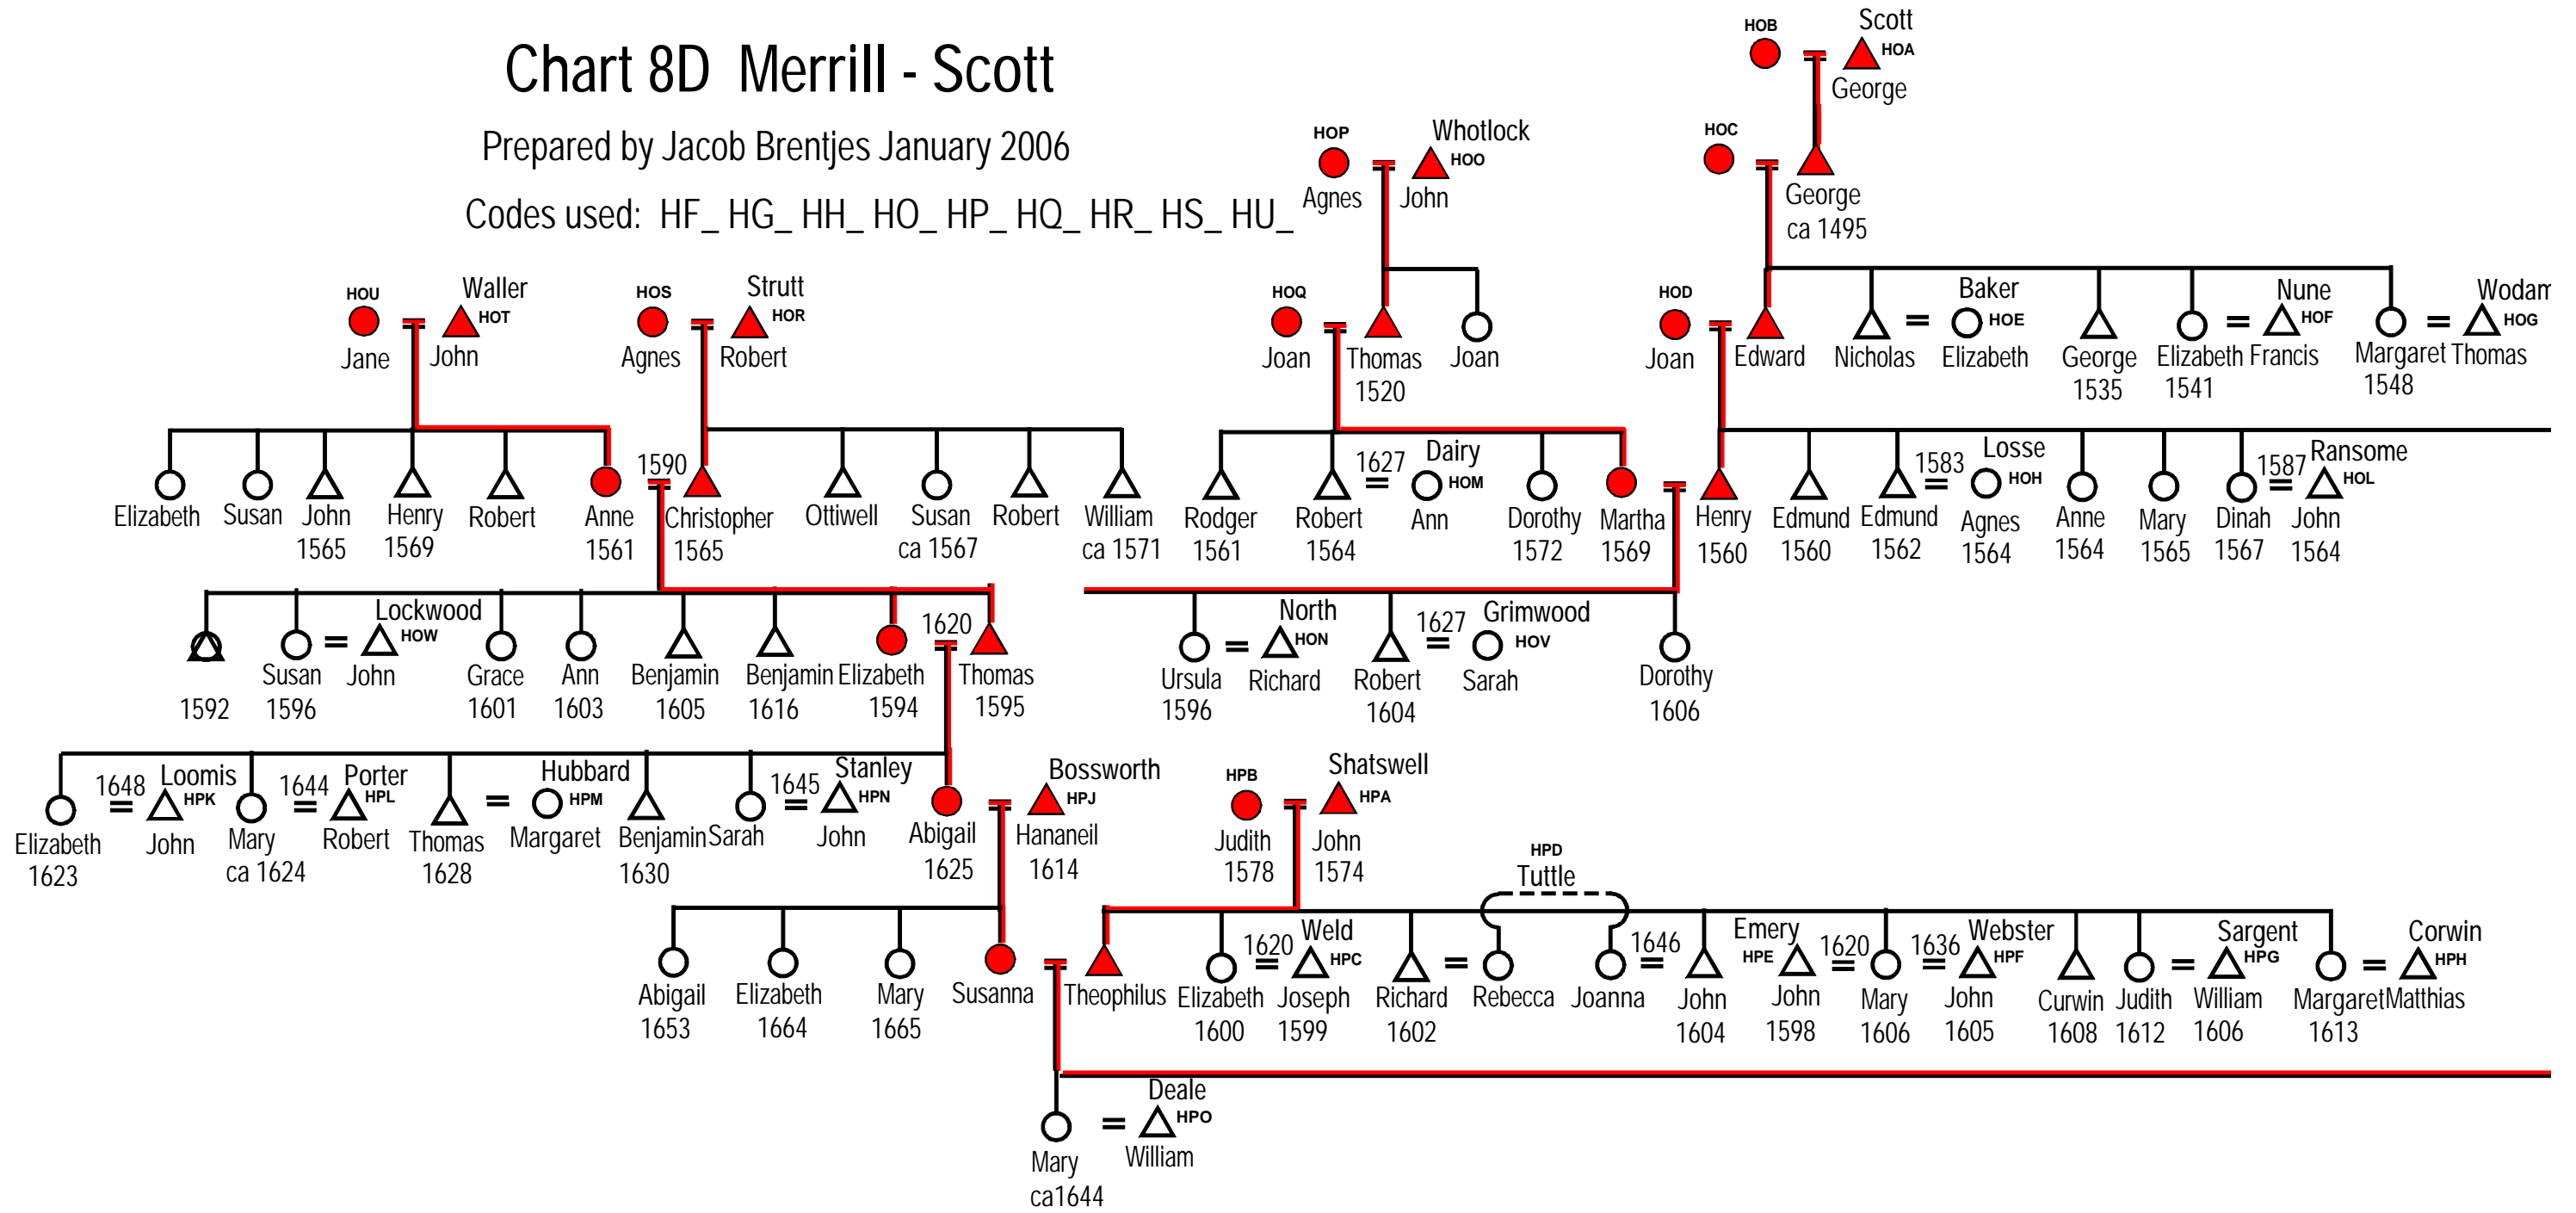 Chart 8D Merrill - Scott
Prepared by Jacob Brentjes January 2006
Codes used: HF_ HG_ HH_ HO_ HP_ HQ_ HR_ HS_ HU_
HOB Scott HOA
George
HOP Whotlock HOO
Agnes John
HOC
George
ca 1495
HOU Waller HOT
Jane John
HOS Strutt HOR
Agnes Robert
HOQ
Joan Thomas Joan
1520
HOD Baker HOE Nune HOF Wodam HOG
Joan Edward Nicholas Elizabeth George Elizabeth Francis Margaret Thomas
1535 1541 1548
1590 1627 Dairy HOM 1583 Losse HOH 1587 Ransome HOL
Elizabeth Susan John Henry Robert Anne Christopher Ottiwell Susan Robert William Rodger Robert Ann Dorothy Martha Henry Edmund Edmund Agnes Anne Mary Dinah John
1565 1569 1561 1565 ca 1567 ca 1571 1561 1564 1572 1569 1560 1560 1562 1564 1564 1565 1567 1564
Lockwood HOW 1620 North HON 1627 Grimwood HOV
Susan John Grace Ann Benjamin Benjamin Elizabeth Thomas Ursula Richard Robert Sarah Dorothy
1592 1596 1601 1603 1605 1616 1594 1595 1596 1604 1606
1648 Loomis HPK 1644 Porter HPL Hubbard HPM 1645 Stanley HPN Bossworth HPJ HPB Shatswell HPA
Elizabeth John Mary Robert Thomas Margaret Benjamin Sarah John Abigail Hananeil Judith John
1623 ca 1624 1628 1630 1625 1614 1578 1574
HPD
Tuttle
1620 Weld HPC 1646 Emery HPE 1620 1636 Webster HPF Sargent HPG Corwin HPH
Abigail Elizabeth Mary Susanna Theophilus Elizabeth Joseph Richard Rebecca Joanna John John Mary John Curwin Judith William Margaret Matthias
1653 1664 1665 1600 1599 1602 1604 1598 1606 1605 1608 1612 1606 1613
Deale HPO
Mary William
ca1644